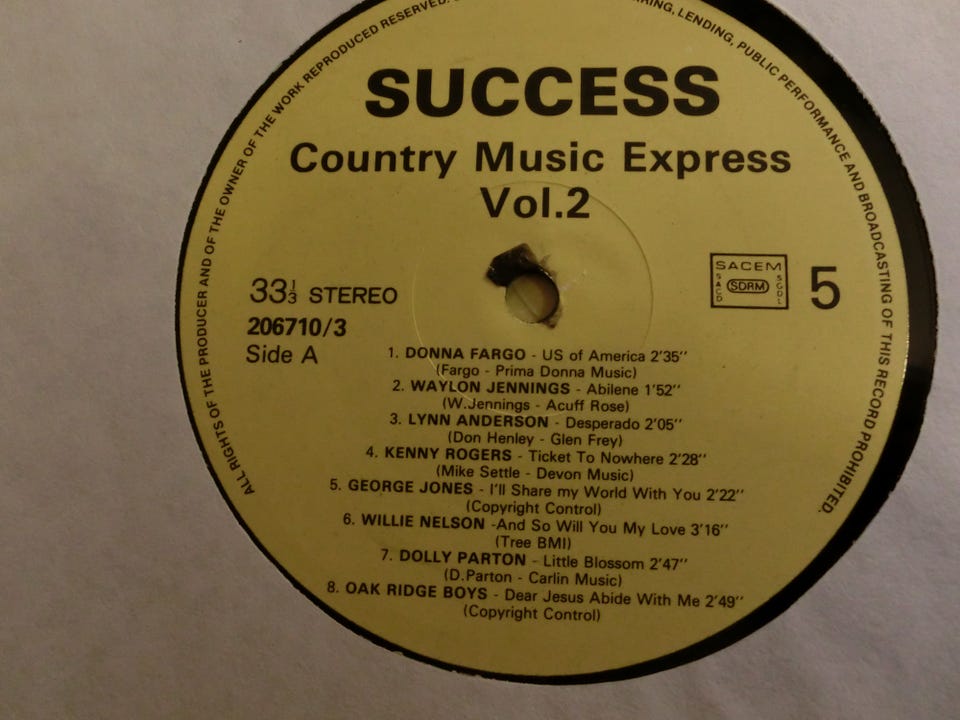 ALL RIGHTS OF THE PRODUCER AND OF THE OWNER OF THE WORK REPRODUCED RESERVED.
LENDING, PUBLIC PERFORMANCE AND BROADCASTING OF THIS RECORD PROHIBITED.
SUCCESS
Country Music Express
Vol.2
SACEM
SACD SDRM SGDL
5
33 1/3 STEREO
206710/3
Side A
1. DONNA FARGO - US of America 2'35''
(Fargo - Prima Donna Music)
2. WAYLON JENNINGS - Abilene 1'52''
(W.Jennings - Acuff Rose)
3. LYNN ANDERSON - Desperado 2'05''
(Don Henley - Glen Frey)
4. KENNY ROGERS - Ticket To Nowhere 2'28''
(Mike Settle - Devon Music)
5. GEORGE JONES - I'll Share my World With You 2'22''
(Copyright Control)
6. WILLIE NELSON -And So Will You My Love 3'16''
(Tree BMI)
7. DOLLY PARTON - Little Blossom 2'47''
(D.Parton - Carlin Music)
8. OAK RIDGE BOYS - Dear Jesus Abide With Me 2'49''
(Copyright Control)